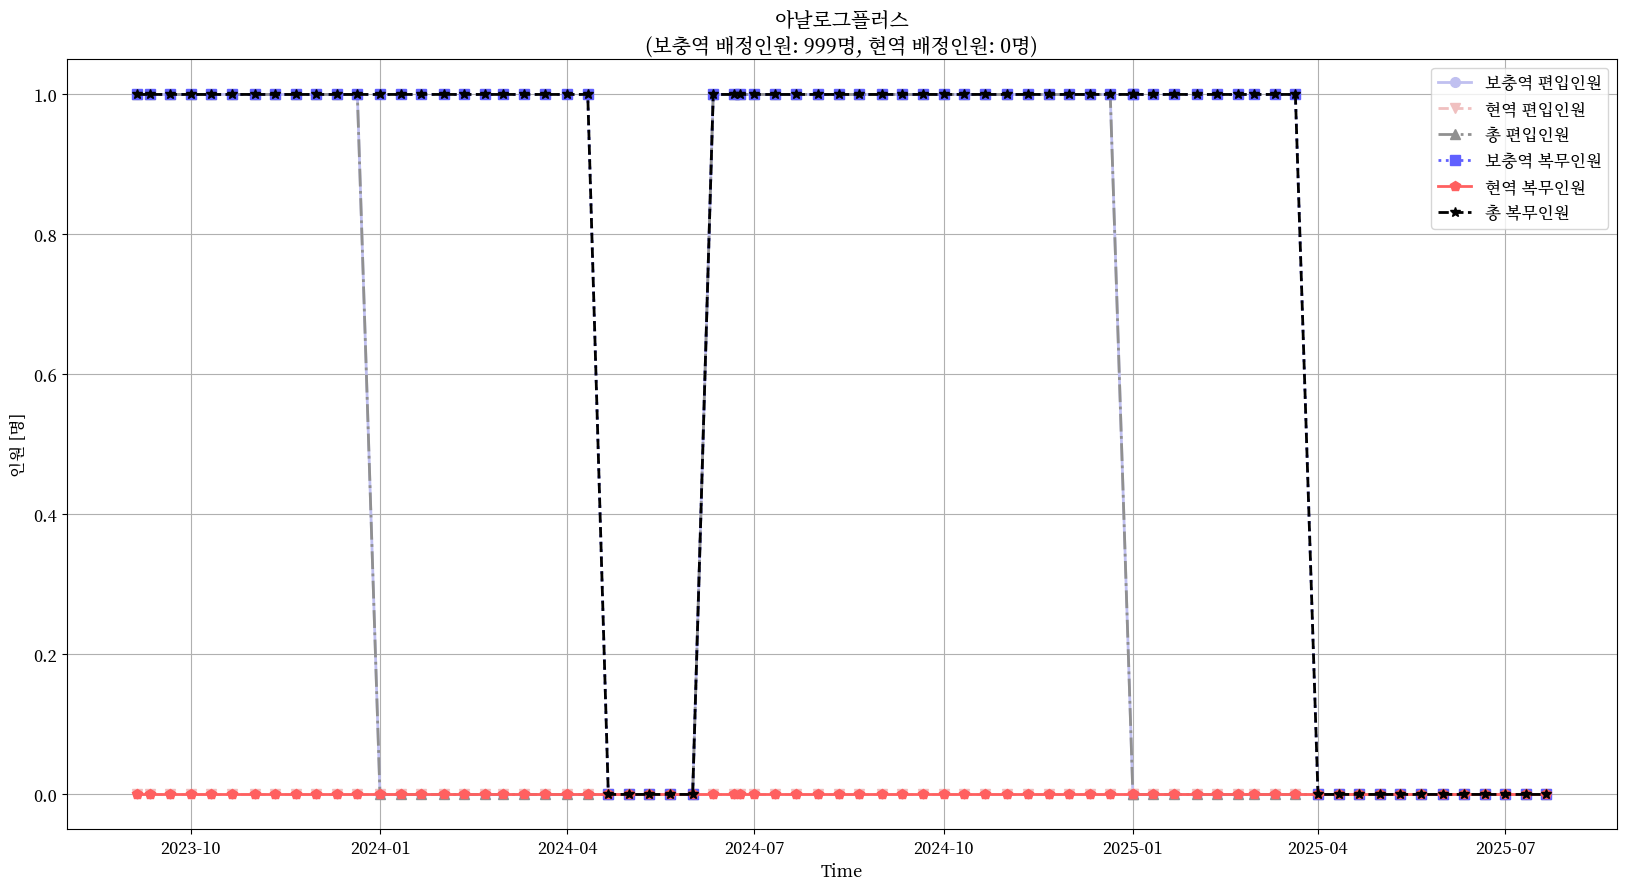 아날로그플러스
(보충역 배정인원: 999명, 현역 배정인원: 0명)
보충역 편입인원
현역 편입인원
총 편입인원
보충역 복무인원
현역 복무인원
총 복무인원
1.0
0.8
0.6
0.4
0.2
0.0
인원 [명]
2023-10
2024-01
2024-04
2024-07
2024-10
2025-01
2025-04
2025-07
Time